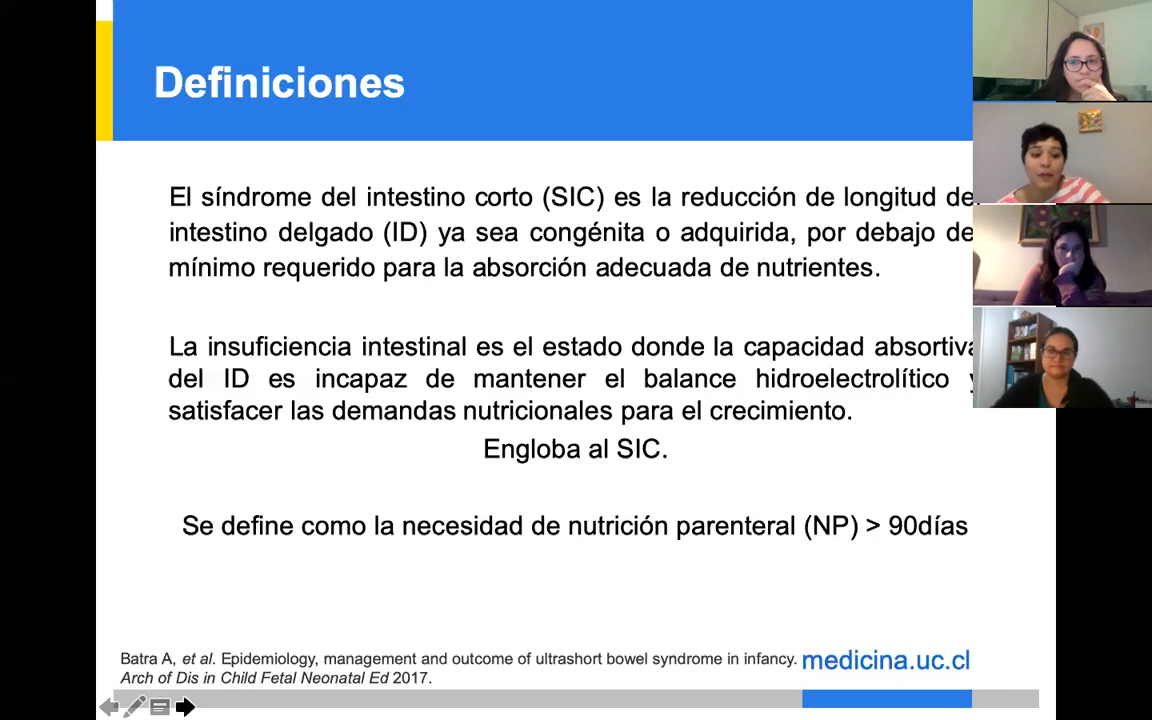 Definiciones
El síndrome del intestino corto (SIC) es la reducción de longitud de
intestino delgado (ID) ya sea congénita o adquirida, por debajo de
mínimo requerido para la absorción adecuada de nutrientes.
La insuficiencia intestinal es el estado donde la capacidad absortiva
del ID es incapaz de mantener el balance hidroelectrolítico y
satisfacer las demandas nutricionales para el crecimiento.
Engloba al SIC.
Se define como la necesidad de nutrición parenteral (NP) > 90días
Batra A, et al. Epidemiology, management and outcome of ultrashort bowel syndrome in infancy.
Arch of Dis in Child Fetal Neonatal Ed 2017.
medicina.uc.cl